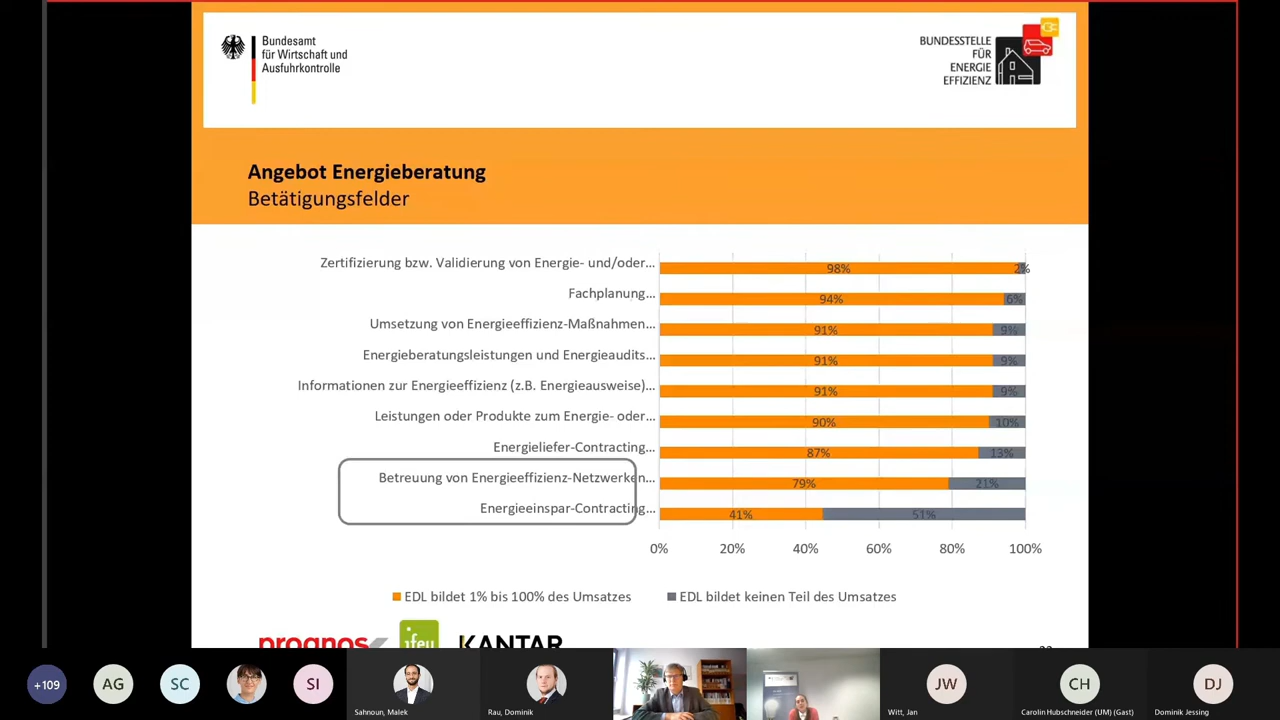 Bundesamt
für Wirtschaft und
Ausfuhrkontrolle
BUNDESSTELLE
FÜR
ENERGIE
EFFIZIENZ
Angebot Energieberatung
Betätigungsfelder
Zertifizierung bzw. Validierung von Energie- und/oder... 98% 2%
Fachplanung... 94% 6%
Umsetzung von Energieeffizienz-Maßnahmen... 91% 9%
Energieberatungsleistungen und Energieaudits... 91% 9%
Informationen zur Energieeffizienz (z.B. Energieausweise)... 91% 9%
Leistungen oder Produkte zum Energie- oder... 90% 10%
Energieliefer-Contracting... 87% 13%
Betreuung von Energieeffizienz-Netzwerken... 79% 21%
Energieeinspar-Contracting... 41% 51%
0% 20% 40% 60% 80% 100%
EDL bildet 1% bis 100% des Umsatzes EDL bildet keinen Teil des Umsatzes
prognos ifeu KANTAR
+109 AG SC SI JW CH DJ
Sahnoun, Malek Rau, Dominik Witt, Jan Carolin Hubschneider (UM) (Gast) Dominik Jessing